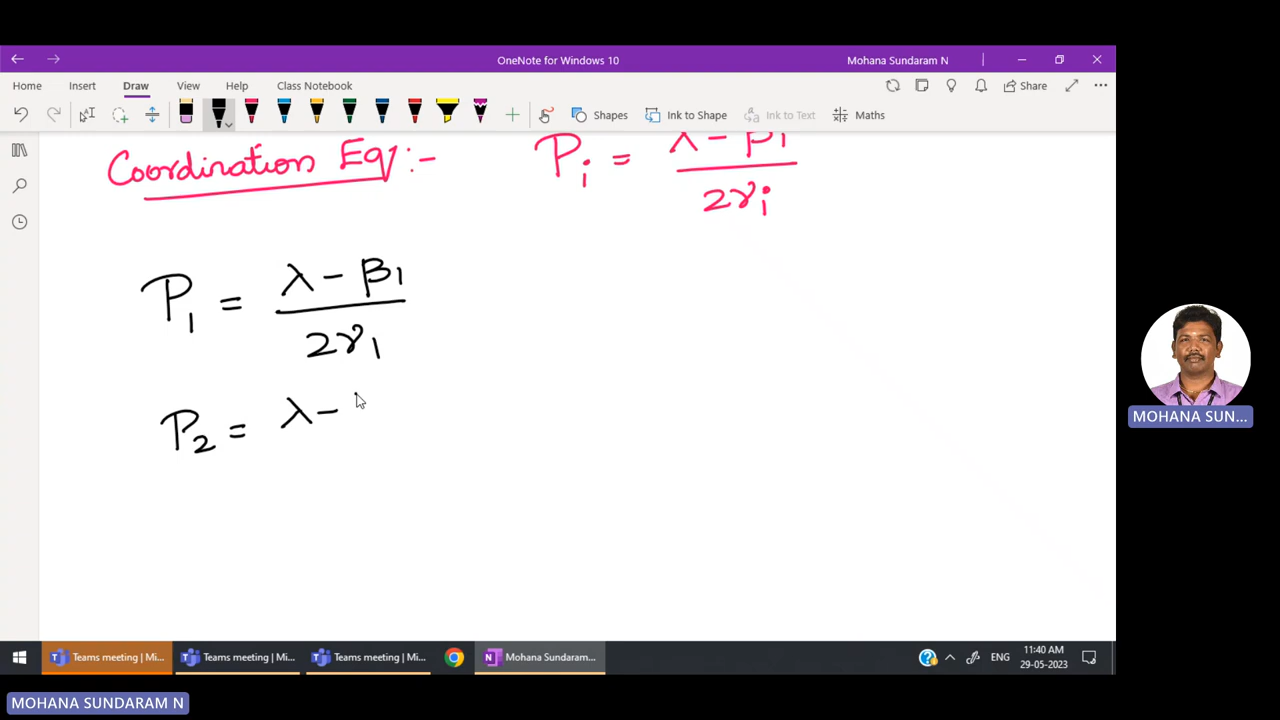 OneNote for Windows 10
Mohana Sundaram N
Home Insert Draw View Help Class Notebook
Share
Shapes Ink to Shape Ink to Text Maths
Coordination Eq:- Pᵢ = λ - βᵢ / 2γᵢ
P₁ = λ - β₁ / 2γ₁
P₂ = λ -
MOHANA SUN...
Teams meeting | Mi... Teams meeting | Mi... Teams meeting | Mi... Mohana Sundaram...
ENG
11:40 AM
29-05-2023
MOHANA SUNDARAM N